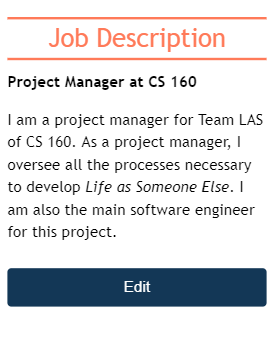 Job Description
Project Manager at CS 160
I am a project manager for Team LAS
of CS 160. As a project manager, I
oversee all the processes necessary
to develop Life as Someone Else. I
am also the main software engineer
for this project.
Edit